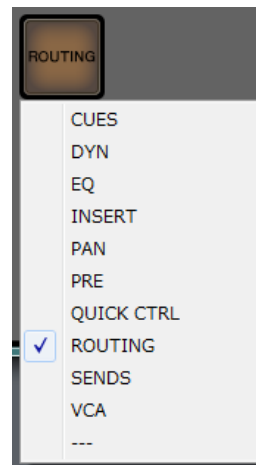 ROUTING
CUES
DYN
EQ
INSERT
PAN
PRE
QUICK CTRL
ROUTING
SENDS
VCA
---